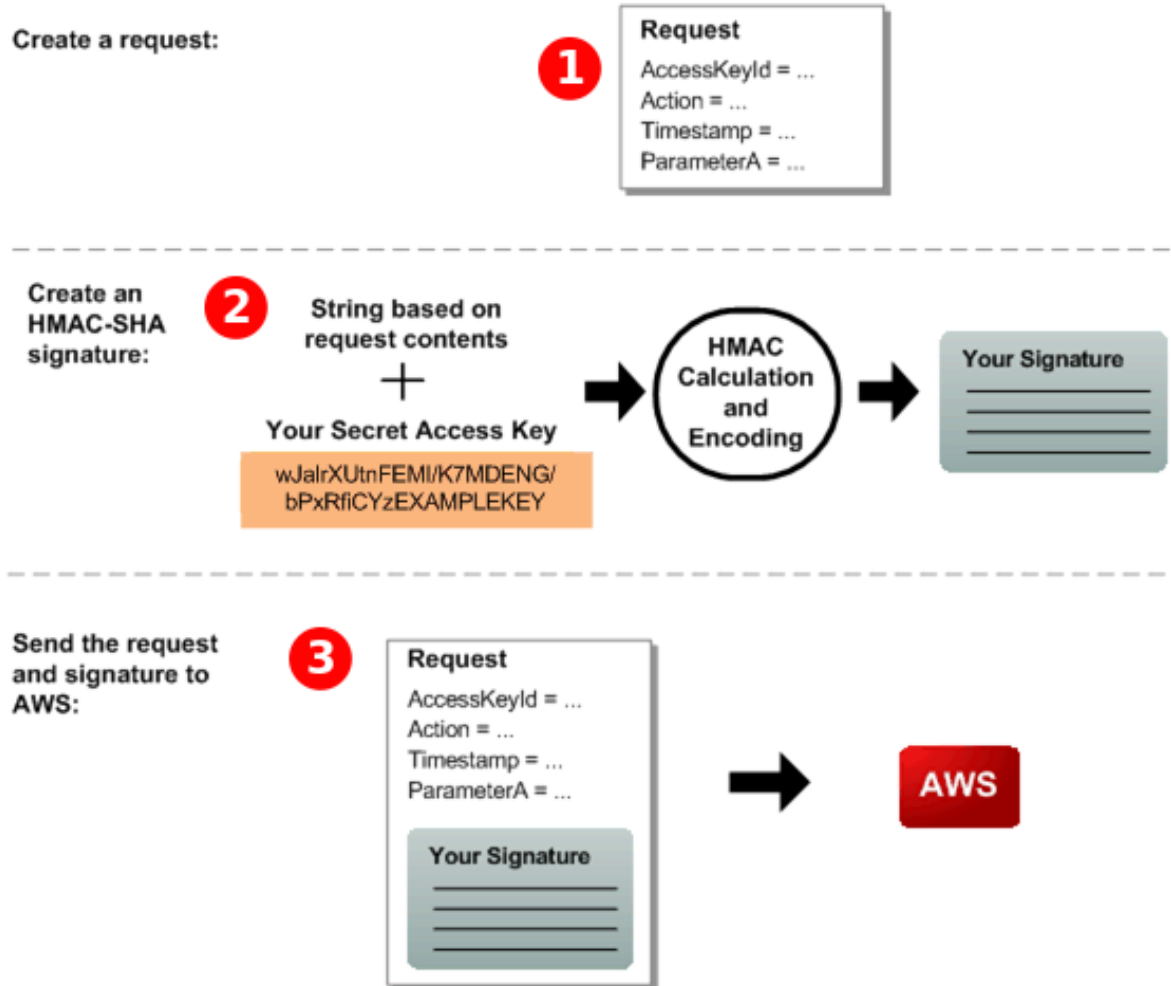 Create a request:
1
Request
AccessKeyId = ...
Action = ...
Timestamp = ...
ParameterA = ...
Create an
HMAC-SHA
signature:
2
String based on
request contents
+
Your Secret Access Key
wJalrXUtnFEMI/K7MDENG/
bPxRfiCYzEXAMPLEKEY
HMAC
Calculation
and
Encoding
Your Signature
Send the request
and signature to
AWS:
3
Request
AccessKeyId = ...
Action = ...
Timestamp = ...
ParameterA = ...
Your Signature
AWS